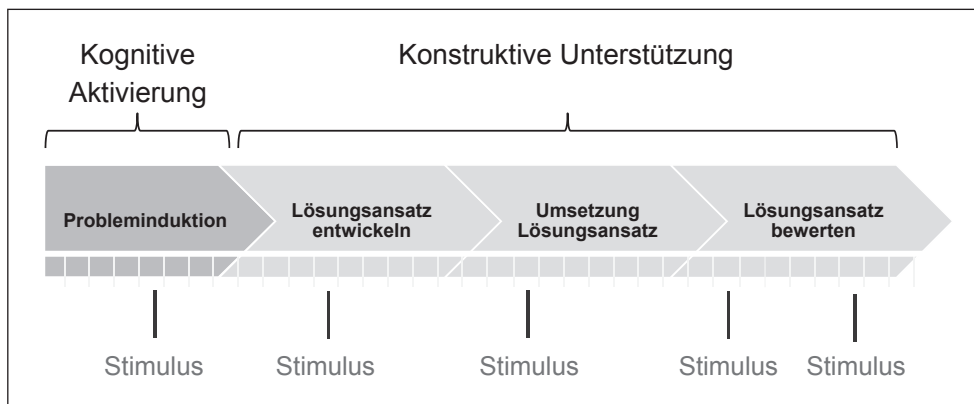 Kognitive
Aktivierung
Konstruktive Unterstützung
Probleminduktion
Lösungsansatz
entwickeln
Umsetzung
Lösungsansatz
Lösungsansatz
bewerten
Stimulus
Stimulus
Stimulus
Stimulus
Stimulus